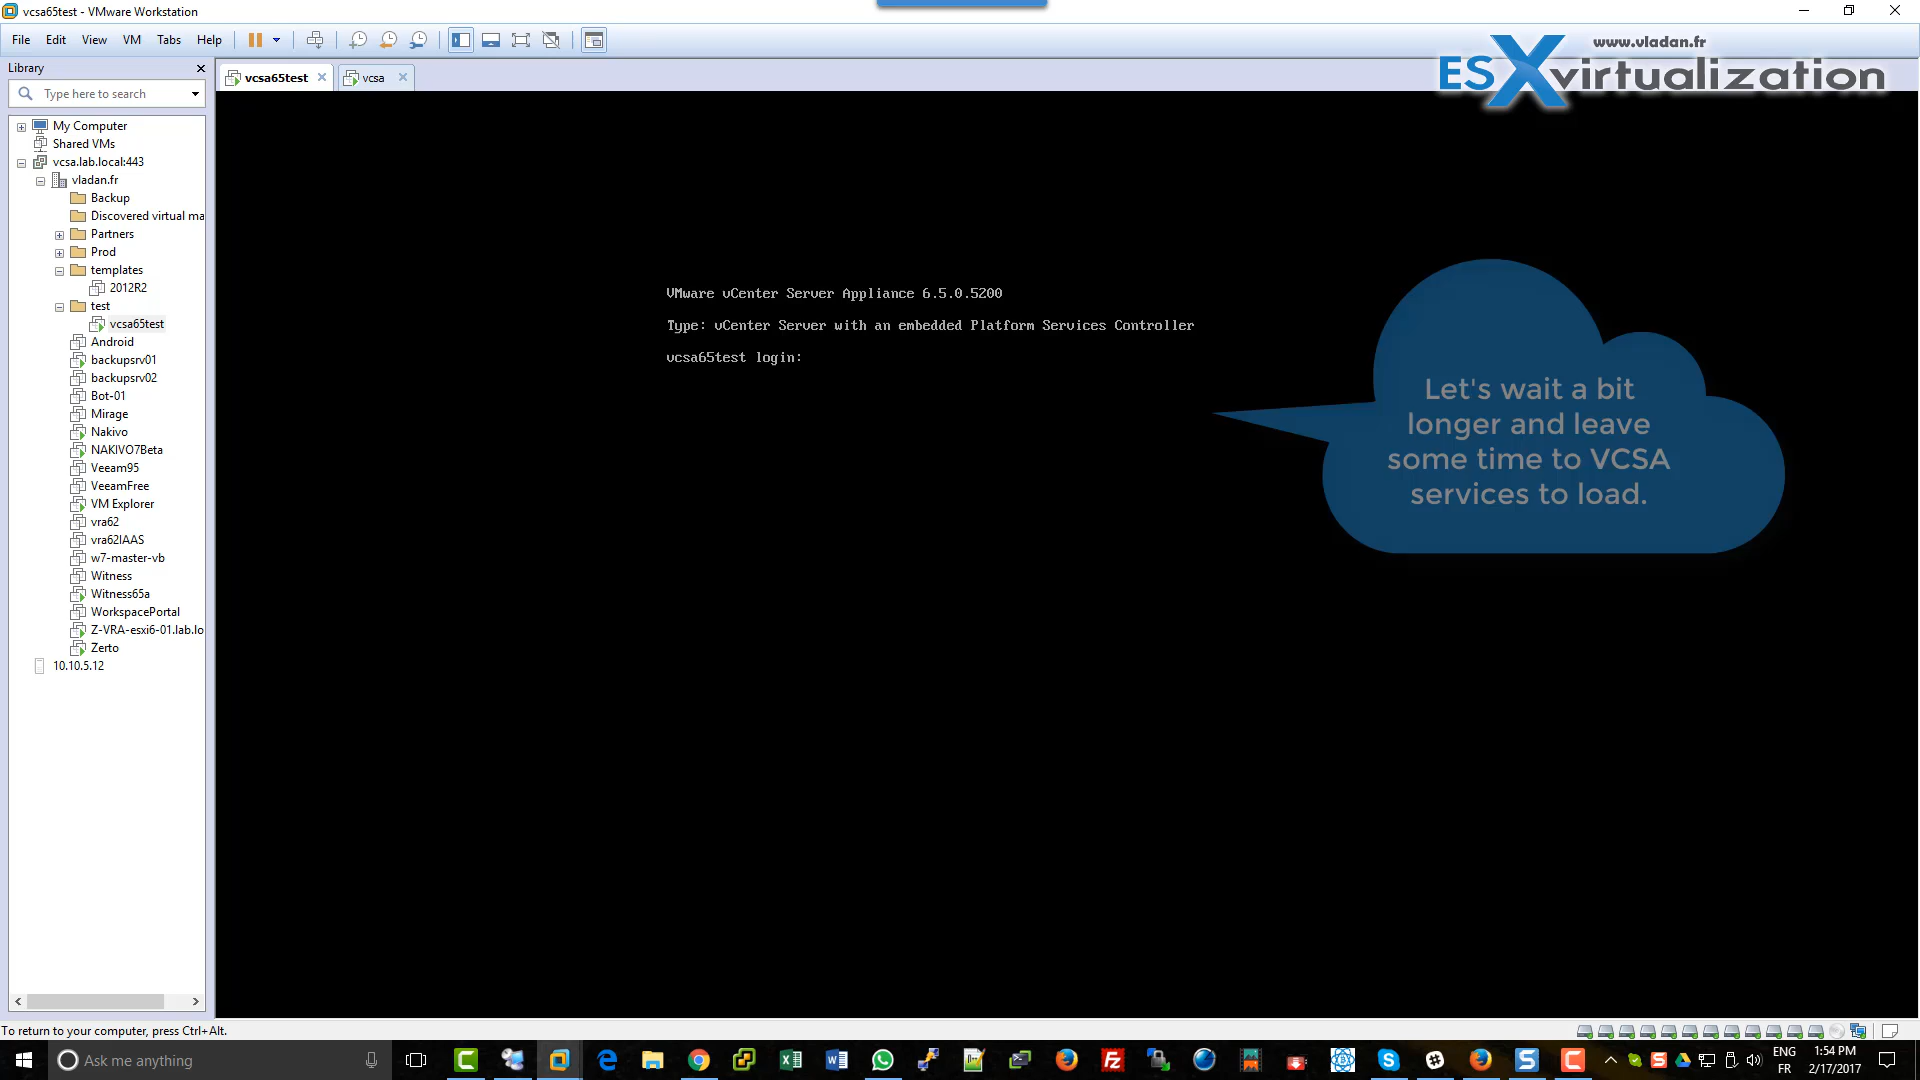 vcsa65test - VMware Workstation
File Edit View VM Tabs Help
www.vladan.fr
ESXvirtualization
Library
vcsa65test
vcsa
Type here to search
My Computer
Shared VMs
vcsa.lab.local:443
vladan.fr
Backup
Discovered virtual ma
Partners
Prod
templates
2012R2
test
vcsa65test
Android
backupsrv01
backupsrv02
Bot-01
Mirage
Nakivo
NAKIVO7Beta
Veeam95
VeeamFree
VM Explorer
vra62
vra62IAAS
w7-master-vb
Witness
Witness65a
WorkspacePortal
Z-VRA-esxi6-01.lab.lo
Zerto
10.10.5.12
VMware vCenter Server Appliance 6.5.0.5200
Type: vCenter Server with an embedded Platform Services Controller
vcsa65test login:
Let's wait a bit
longer and leave
some time to VCSA
services to load.
To return to your computer, press Ctrl+Alt.
Ask me anything
ENG
FR
1:54 PM
2/17/2017